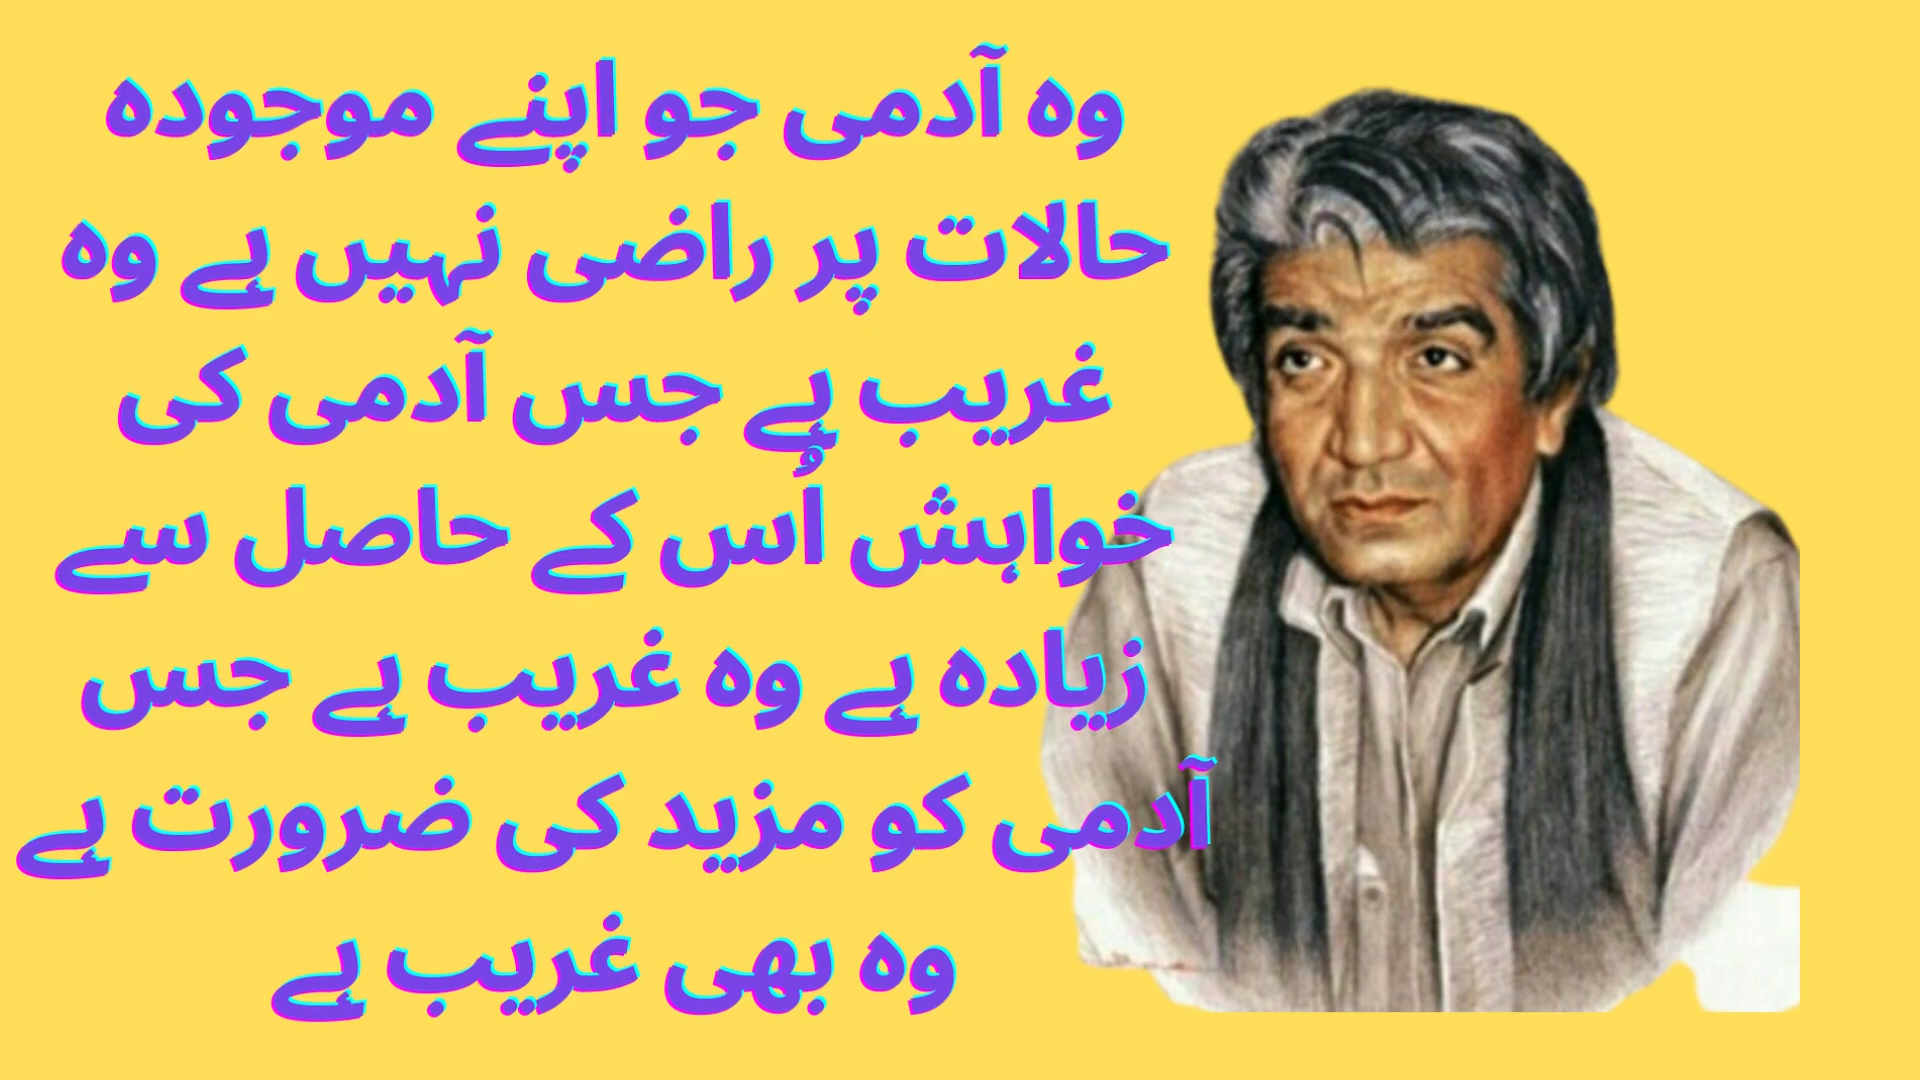 وہ آدمی جو اپنے موجودہ
حالات پر راضی نہیں ہے وہ
غریب ہے جس آدمی کی
خواہش اُس کے حاصل سے
زیادہ ہے وہ غریب ہے جس
آدمی کو مزید کی ضرورت ہے
وہ بھی غریب ہے